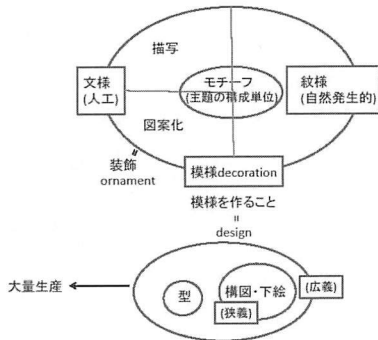 描写
文様
(人工)
モチーフ
(主題の構成単位)
紋様
(自然発生的)
図案化
=
装飾
ornament
模様decoration
模様を作ること
=
design
大量生産
型
構図・下絵
(狭義)
(広義)